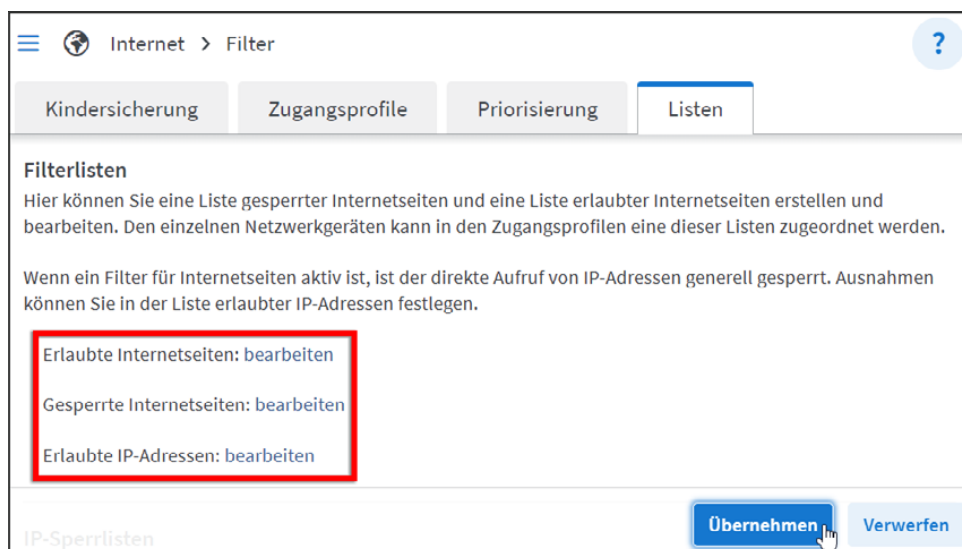 Internet > Filter
?
Kindersicherung
Zugangsprofile
Priorisierung
Listen
Filterlisten
Hier können Sie eine Liste gesperrter Internetseiten und eine Liste erlaubter Internetseiten erstellen und
bearbeiten. Den einzelnen Netzwerkgeräten kann in den Zugangsprofilen eine dieser Listen zugeordnet werden.
Wenn ein Filter für Internetseiten aktiv ist, ist der direkte Aufruf von IP-Adressen generell gesperrt. Ausnahmen
können Sie in der Liste erlaubter IP-Adressen festlegen.
Erlaubte Internetseiten: bearbeiten
Gesperrte Internetseiten: bearbeiten
Erlaubte IP-Adressen: bearbeiten
IP-Sperrlisten
Übernehmen
Verwerfen